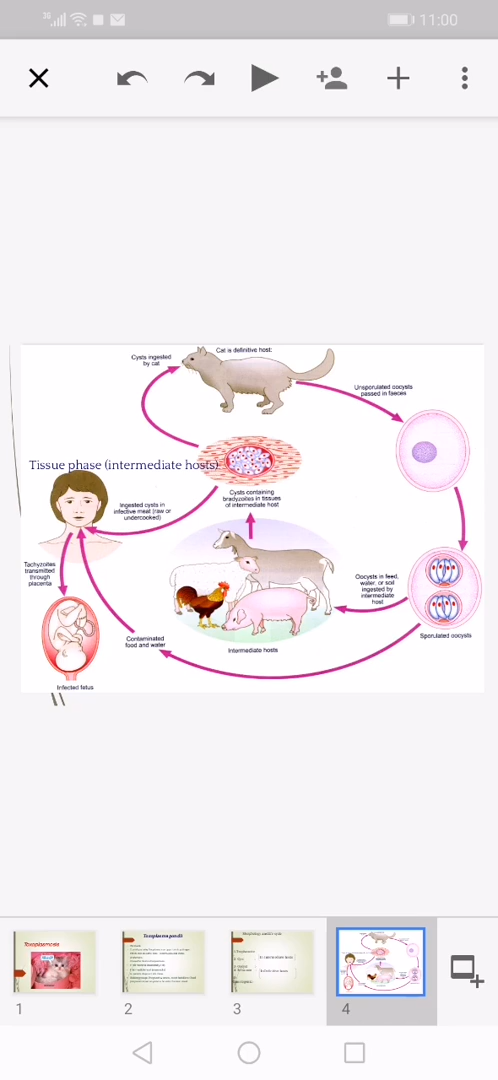 3G
11:00
Cat is definitive host:
Cysts ingested
by cat
Unsporulated oocysts
passed in faeces
Tissue phase (intermediate hosts)
Cysts containing
bradyzoites in tissues
of intermediate host
Ingested cysts in
infective meat (raw or
undercooked)
Tachyzoites
transmitted
through
placenta
Oocysts in feed,
water, or soil
ingested by
intermediate
host
Sporulated oocysts
Contaminated
food and water
Intermediate hosts
Infected fetus
Toxoplasmosis
Toxoplasma gondii
1
2
3
4